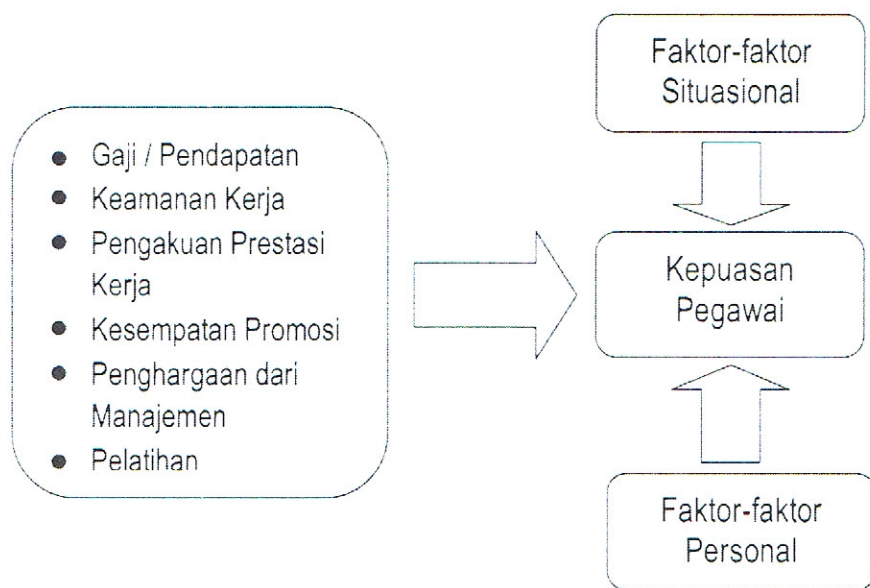 Faktor-faktor
Situasional
● Gaji / Pendapatan
● Keamanan Kerja
● Pengakuan Prestasi
Kerja
● Kesempatan Promosi
● Penghargaan dari
Manajemen
● Pelatihan
Kepuasan
Pegawai
Faktor-faktor
Personal